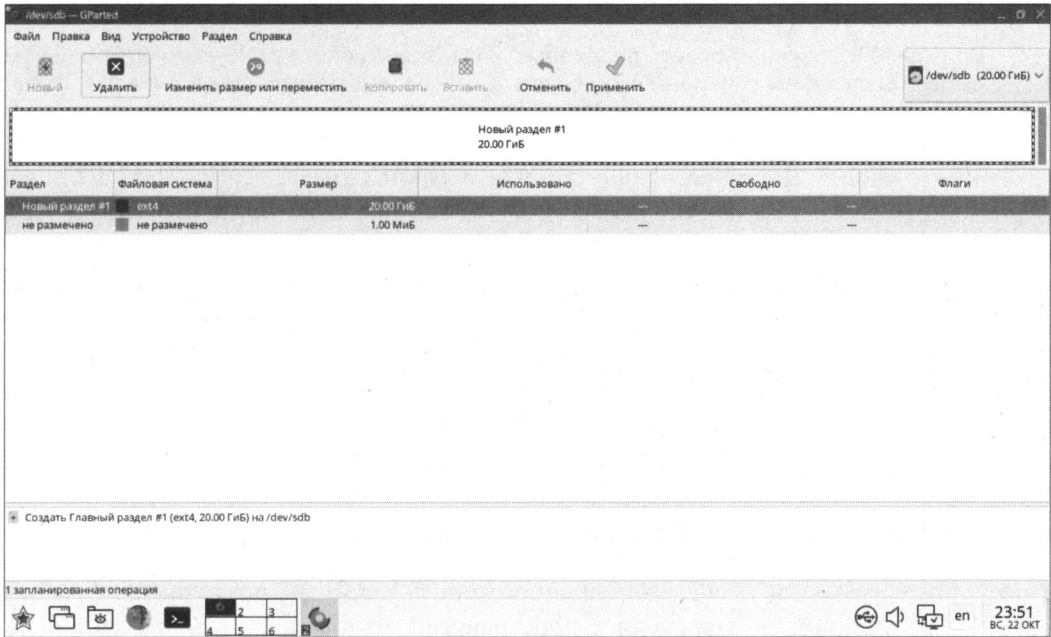 /dev/sdb — GParted
Файл Правка Вид Устройство Раздел Справка
Новый Удалить Изменить размер или переместить Копировать Вставить Отменить Применить
/dev/sdb (20.00 ГиБ)
Новый раздел #1
20.00 ГиБ
Раздел Файловая система Размер Использовано Свободно Флаги
Новый раздел #1 ext4 20.00 ГиБ --- ---
не размечено не размечено 1.00 МиБ --- ---
Создать Главный раздел #1 (ext4, 20.00 ГиБ) на /dev/sdb
1 запланированная операция
2 3
4 5 6
en
23:51
ВС, 22 ОКТ